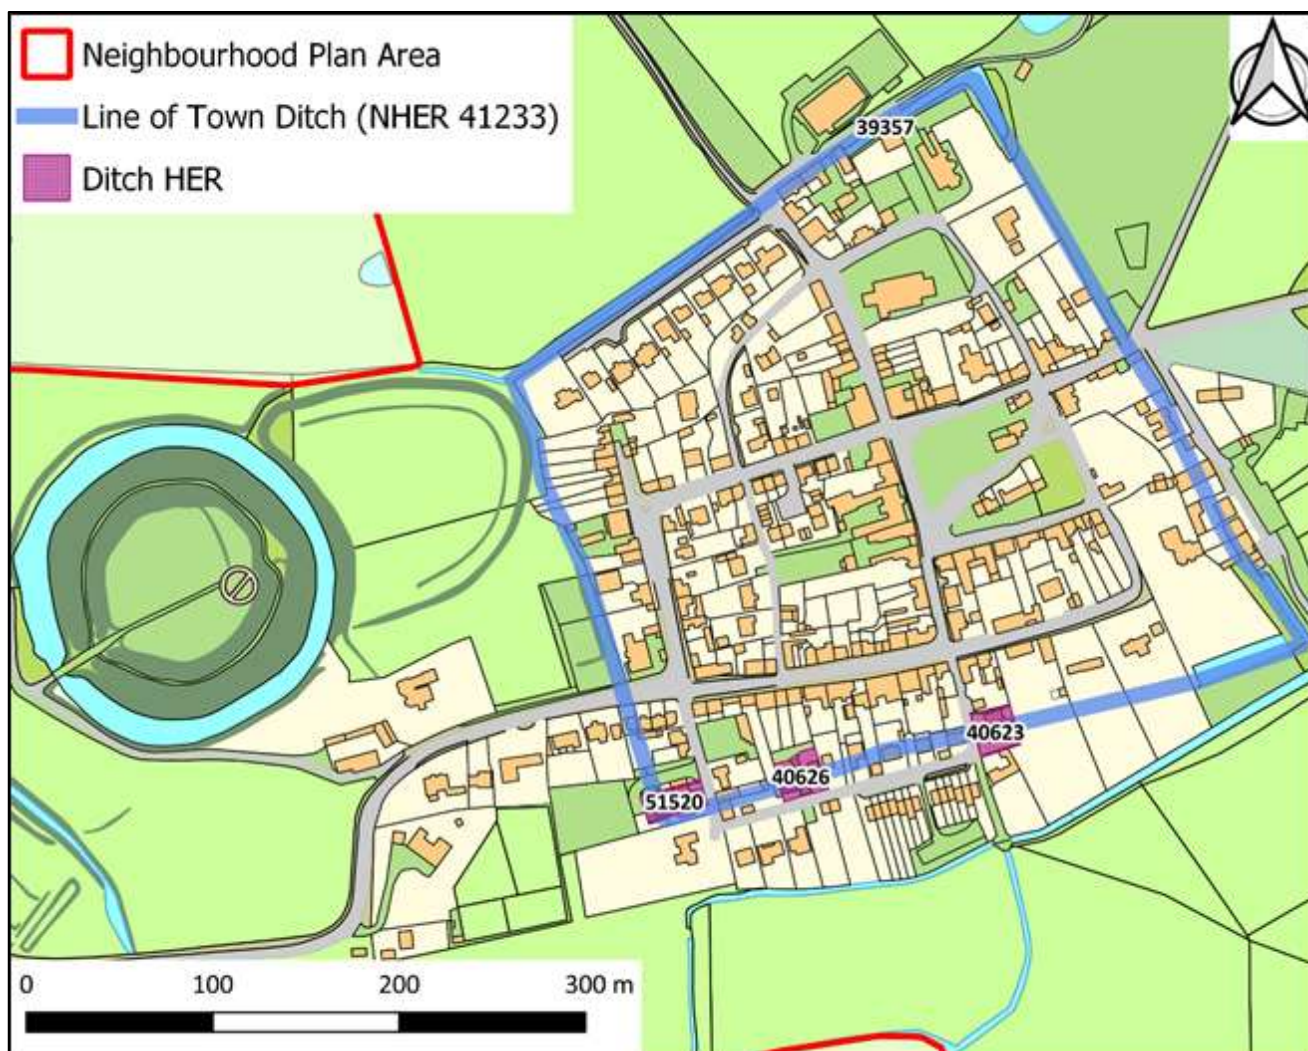 Neighbourhood Plan Area
Line of Town Ditch (NHER 41233)
Ditch HER
39357
40623
40626
51520
0 100 200 300 m